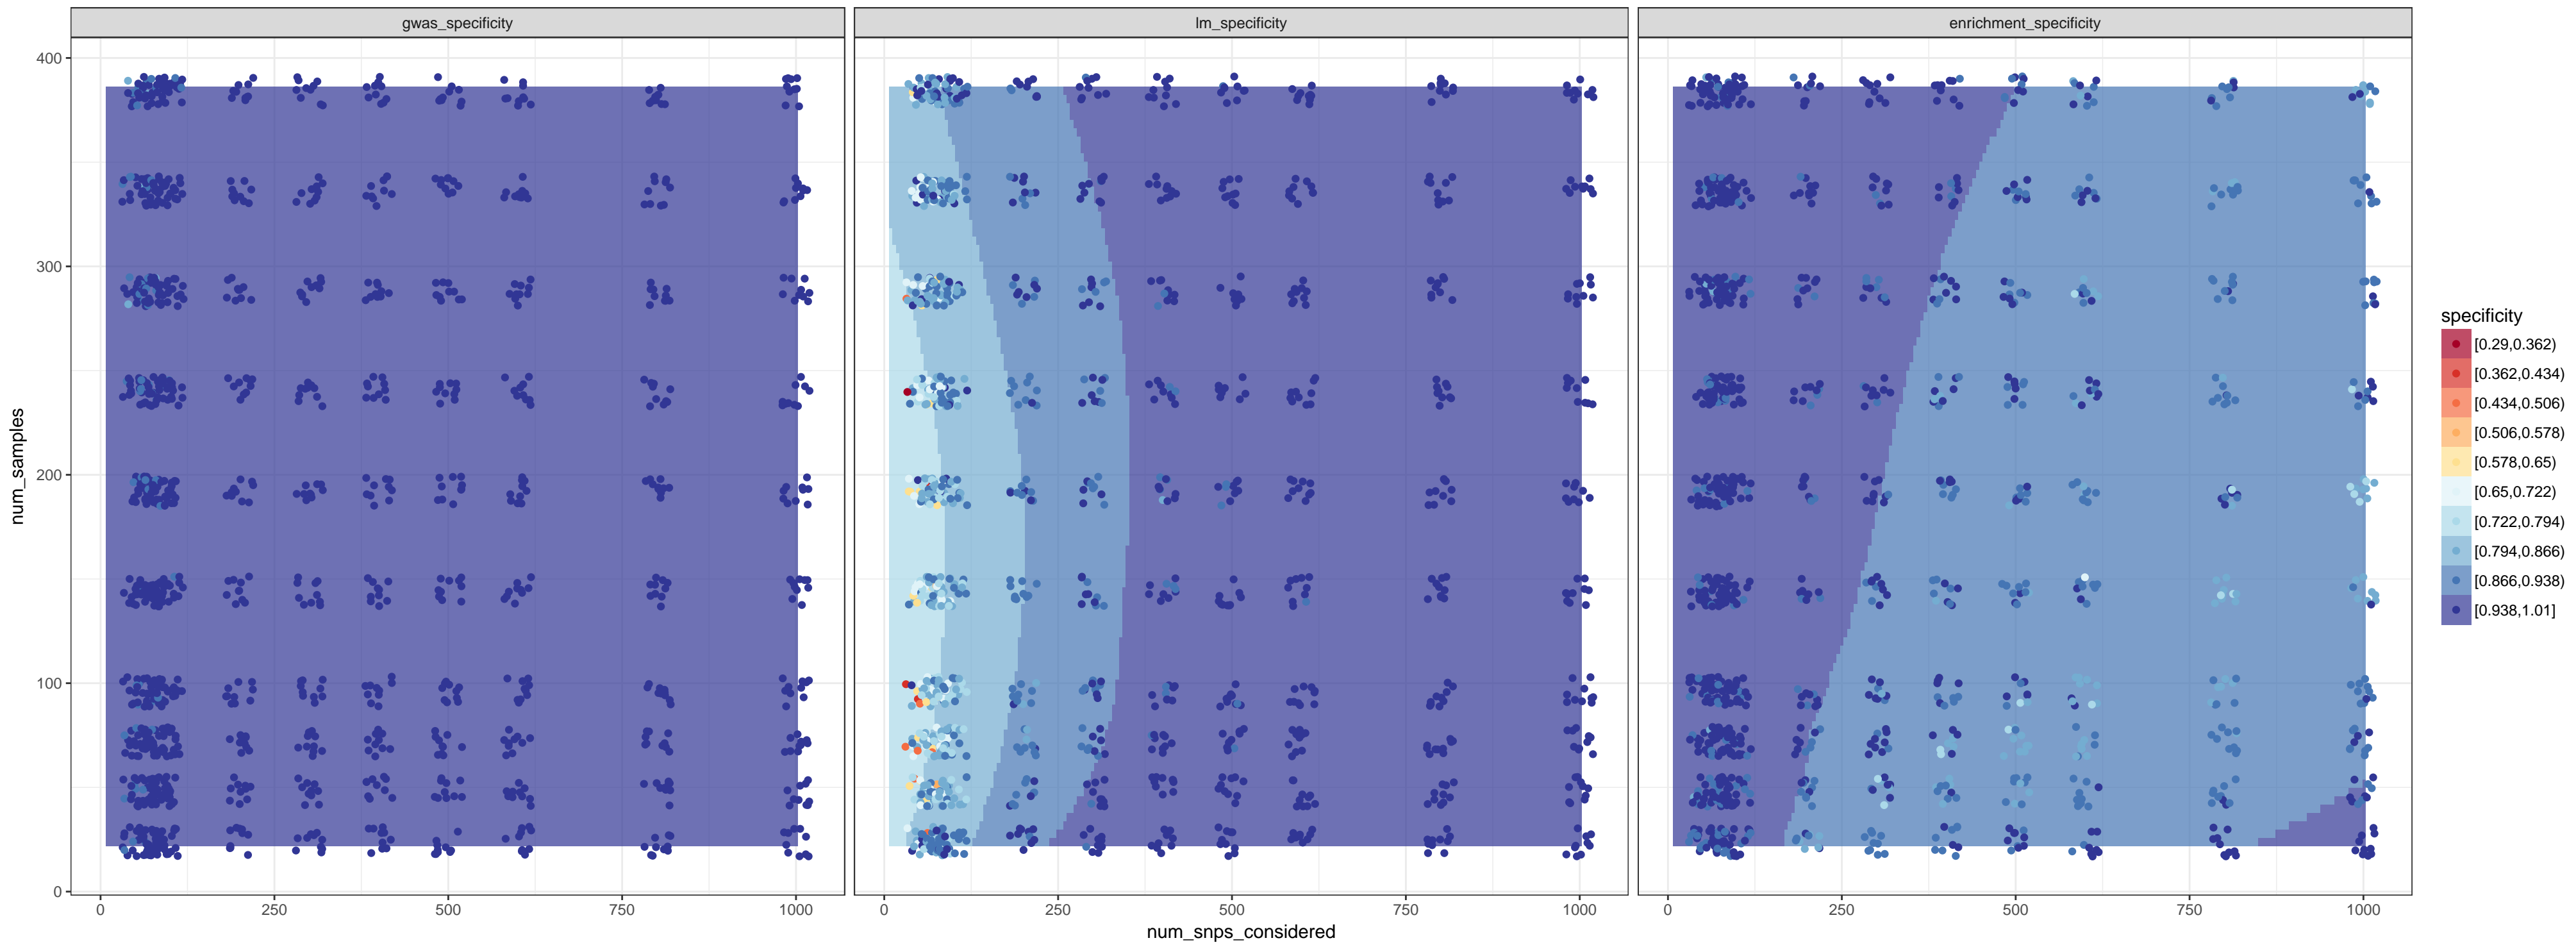 gwas_specificity
lm_specificity
enrichment_specificity
400
300
200
100
0
num_samples
0 250 500 750 1000
0 250 500 750 1000
0 250 500 750 1000
num_snps_considered
specificity
[0.29,0.362)
[0.362,0.434)
[0.434,0.506)
[0.506,0.578)
[0.578,0.65)
[0.65,0.722)
[0.722,0.794)
[0.794,0.866)
[0.866,0.938)
[0.938,1.01]